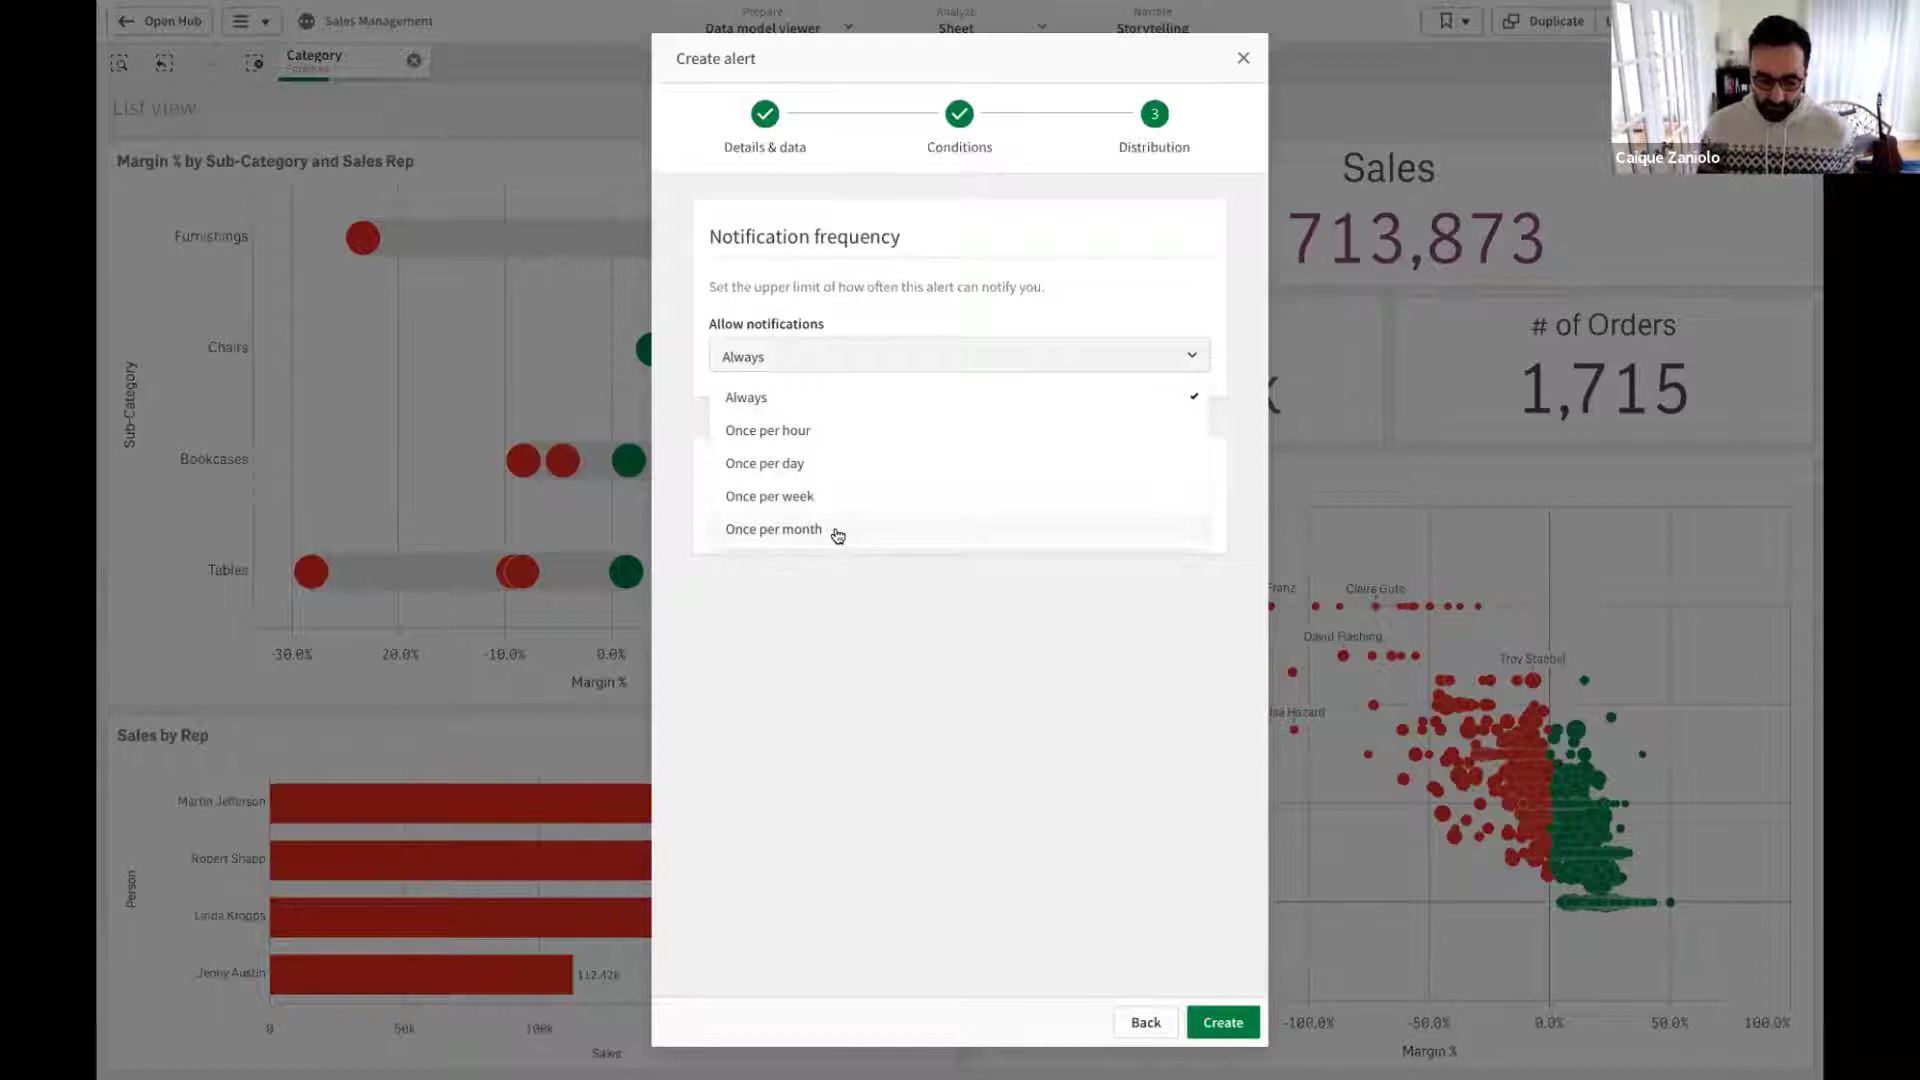 Open Hub
Sales Management
Prepare
Data model viewer
Analyze
Sheet
Narrate
Storytelling
Duplicate
Category
List view
Caique Zaniolo
Create alert
3
Details & data
Conditions
Distribution
Notification frequency
Set the upper limit of how often this alert can notify you.
Allow notifications
Always
Always
Once per hour
Once per day
Once per week
Once per month
Back
Create
Margin % by Sub-Category and Sales Rep
Sub-Category
Furnishings
Chairs
Bookcases
Tables
-30.0%
20.0%
-10.0%
0.0%
Margin %
Sales by Rep
Person
Martin Jefferson
Robert Shapp
Linda Kropps
Jenny Austin
112.42k
0
50k
100k
Sales
Sales
713,873
# of Orders
1,715
Franz
Claire Gute
David Flashing
Troy Staebel
Hazard
-100.0%
-50.0%
0.0%
50.0%
100.0%
Margin %